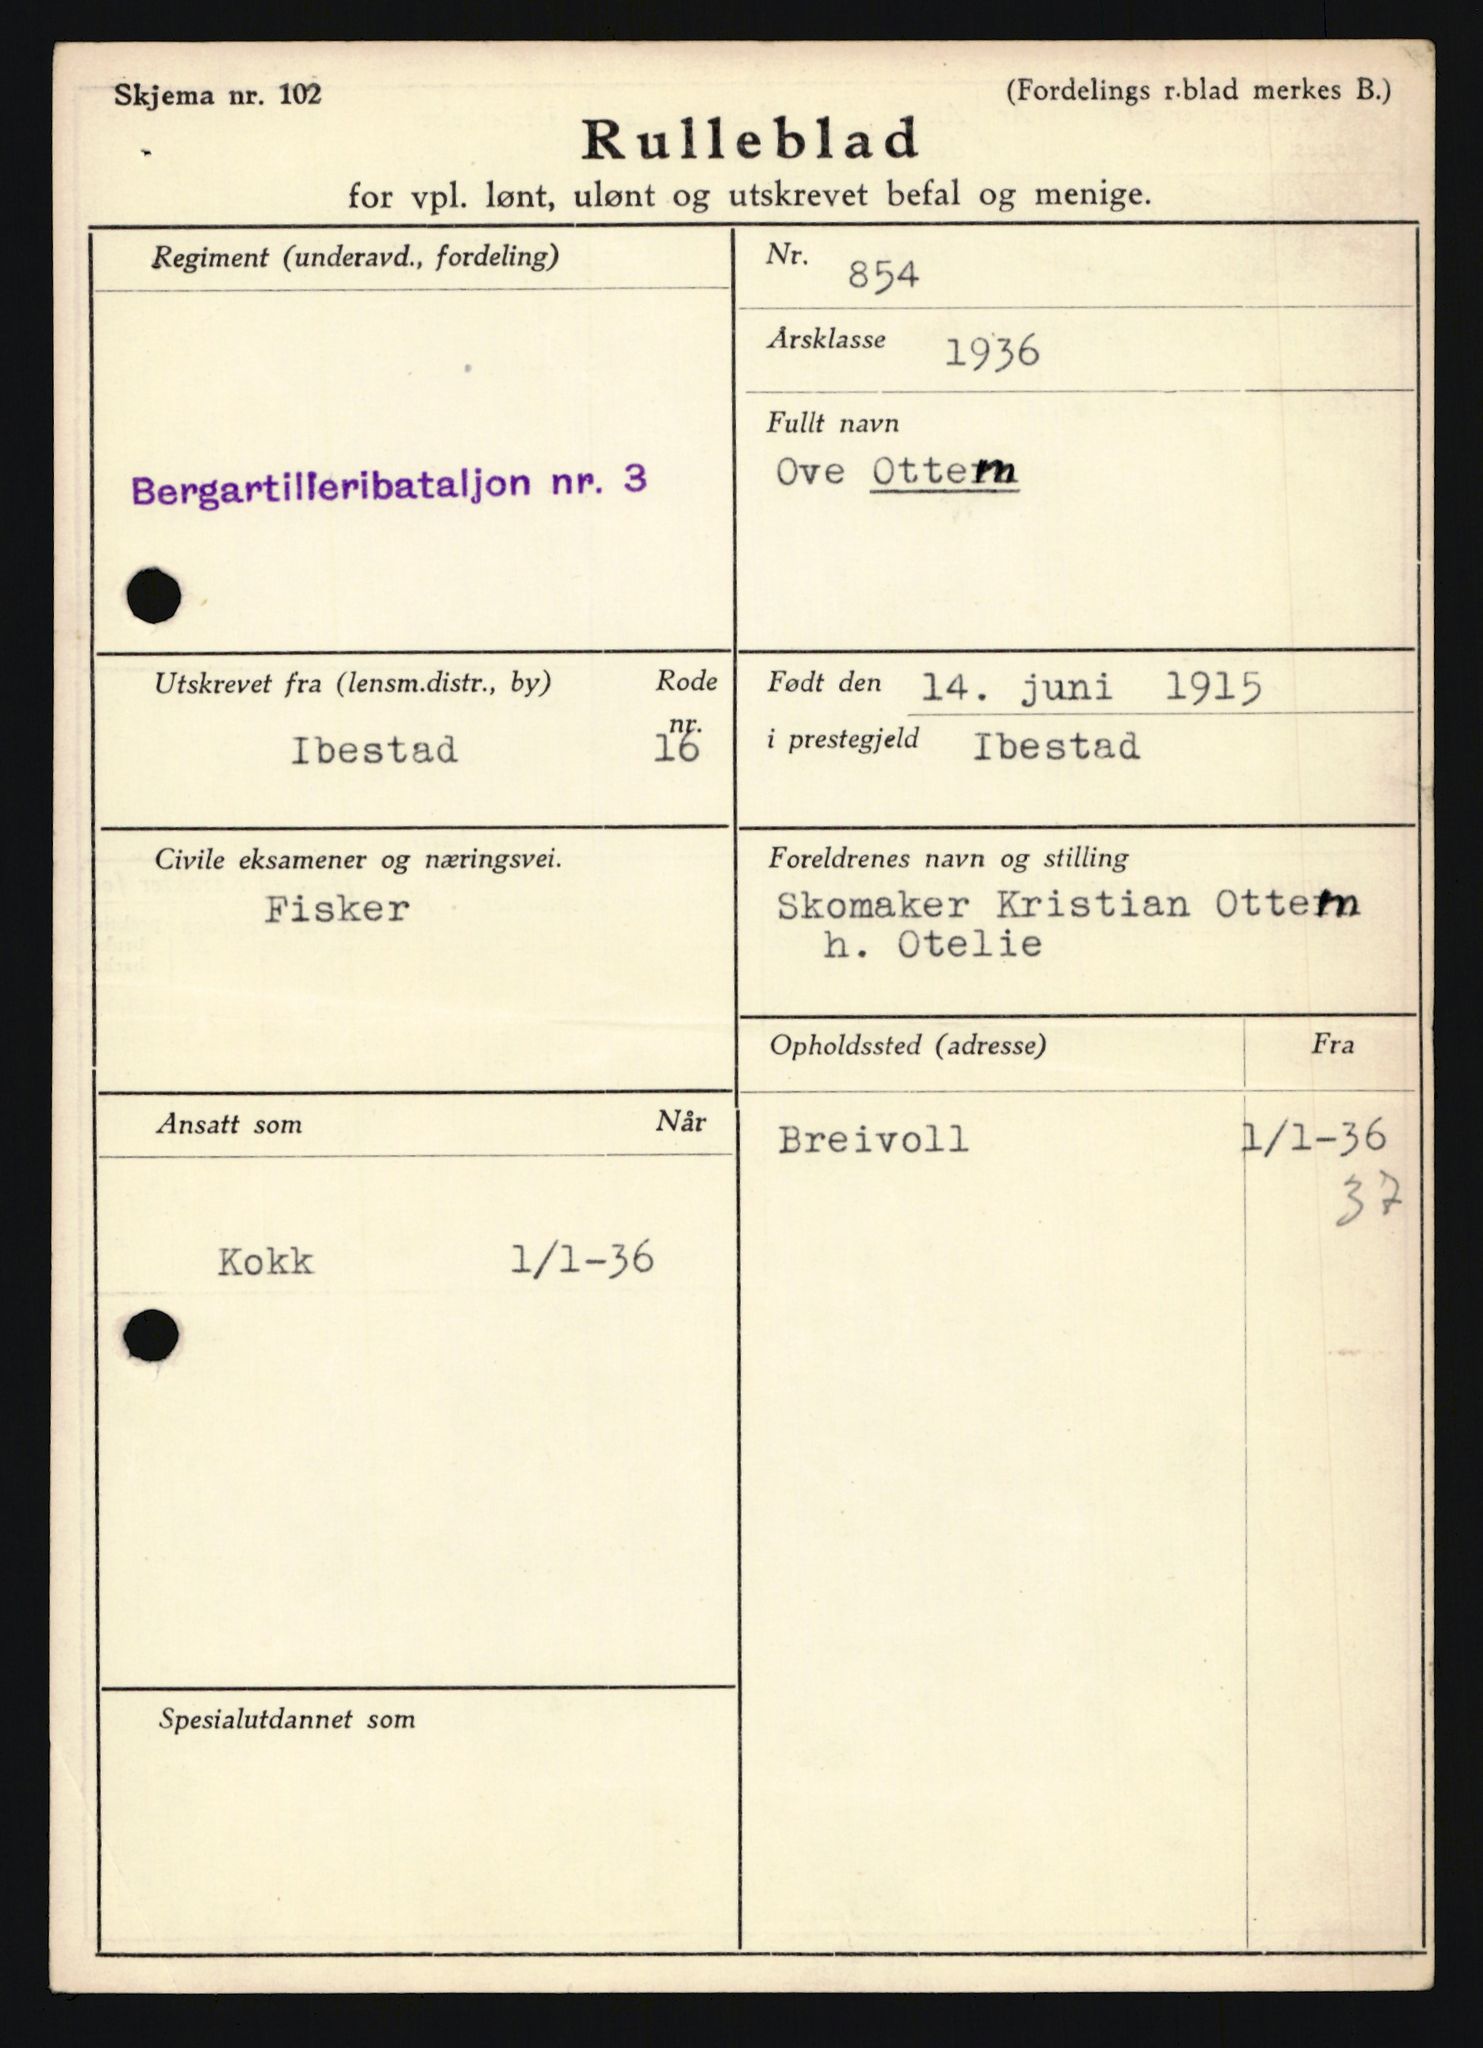 Skjema nr. 102
(Fordelings r.blad merkes B.)
Rulleblad
for vpl. lønt, ulønt og utskrevet befal og menige.
Regiment (underavd., fordeling)
Bergartilleribataljon nr. 3
Nr. 854
Årsklasse 1936
Fullt navn
Ove Ottern
Utskrevet fra (lensm.distr., by) Rode
nr.
Ibestad 16
Født den 14. juni 1915
i prestegjeld Ibestad
Civile eksamener og næringsvei.
Fisker
Foreldrenes navn og stilling
Skomaker Kristian Ottern
h. Otelie
Ansatt som Når
Kokk 1/1-36
Opholdssted (adresse) Fra
Breivoll 1/1-36
37
Spesialutdannet som